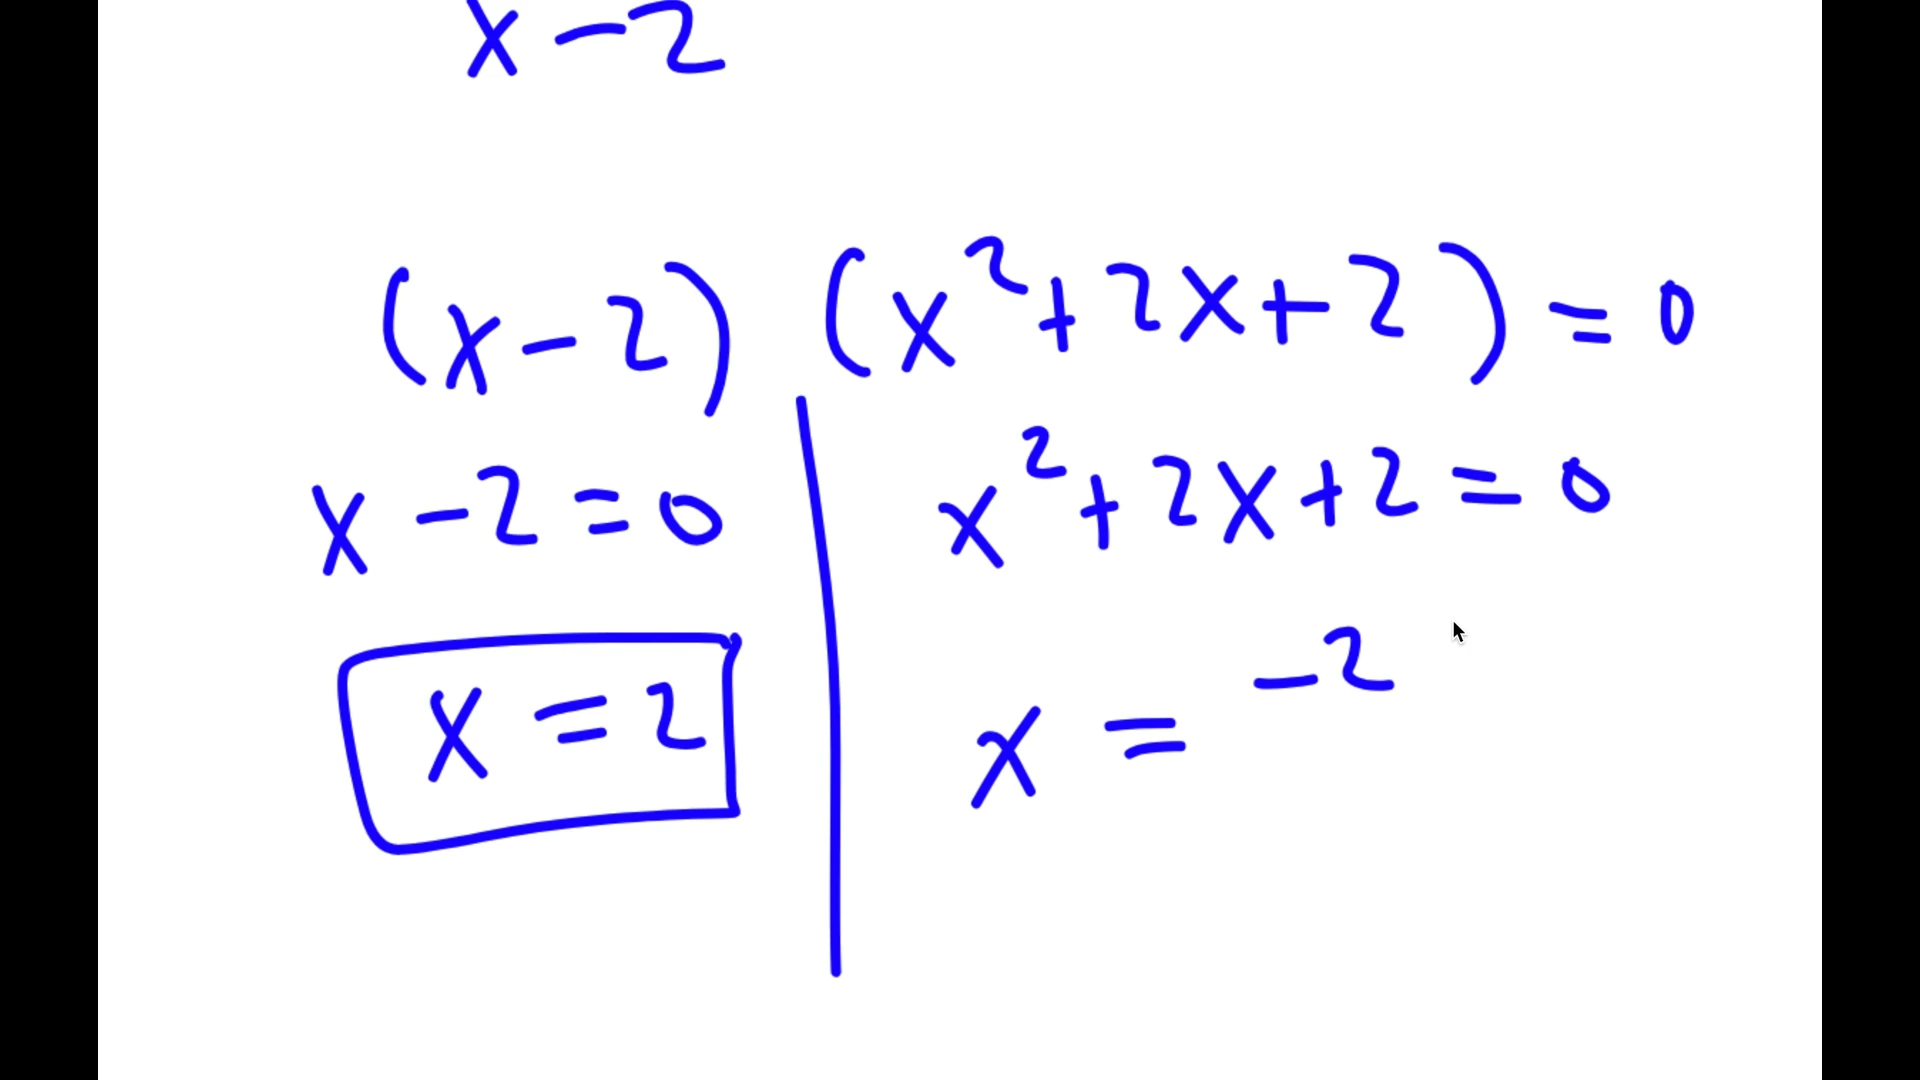 x - 2
(x - 2) (x² + 2x + 2) = 0
x - 2 = 0
x = 2
x² + 2x + 2 = 0
x = -2